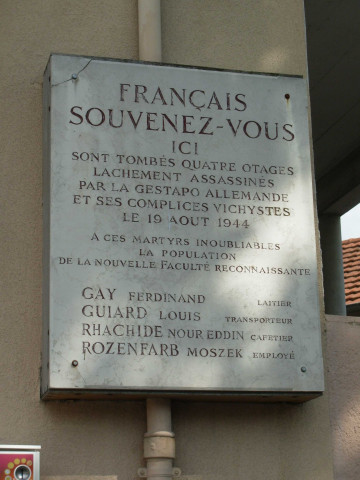 FRANÇAIS
SOUVENEZ-VOUS
ICI
SONT TOMBÉS QUATRE OTAGES
LACHEMENT ASSASSINÉS
PAR LA GESTAPO ALLEMANDE
ET SES COMPLICES VICHYSTES
LE 19 AOUT 1944
A CES MARTYRS INOUBLIABLES
LA POPULATION
DE LA NOUVELLE FACULTÉ RECONNAISSANTE
GAY FERDINAND LAITIER
GUIARD LOUIS TRANSPORTEUR
RHACHIDE NOUR EDDIN CAFETIER
ROZENFARB MOSZEK EMPLOYÉ